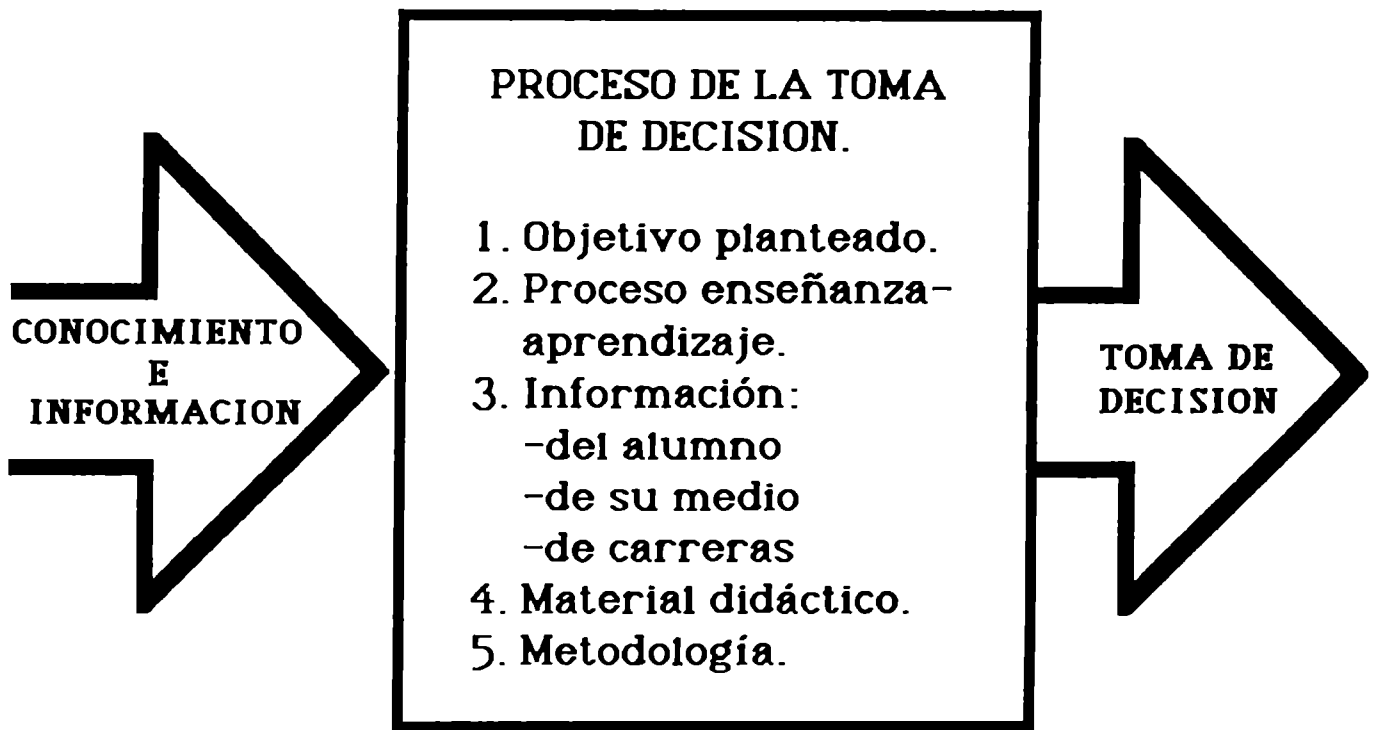 CONOCIMIENTO
E
INFORMACION
PROCESO DE LA TOMA
DE DECISION.
1. Objetivo planteado.
2. Proceso enseñanza-
aprendizaje.
3. Información:
-del alumno
-de su medio
-de carreras
4. Material didáctico.
5. Metodología.
TOMA DE
DECISION